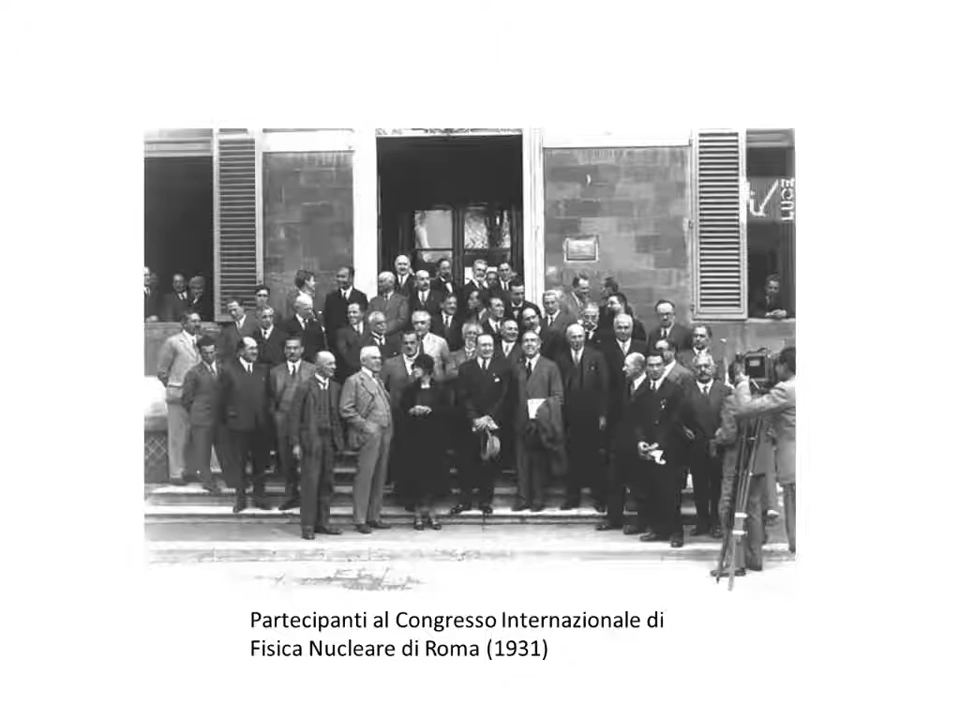 Partecipanti al Congresso Internazionale di
Fisica Nucleare di Roma (1931)